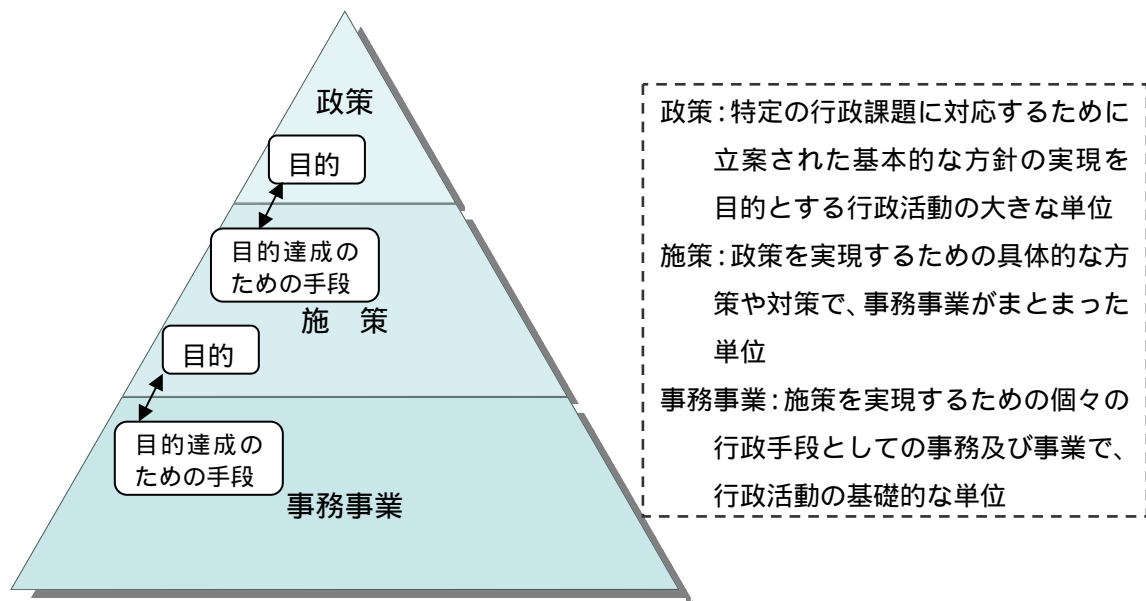 政策
目的
目的達成の
ための手段
施　策
目的
目的達成の
ための手段
事務事業
政策：特定の行政課題に対応するために
立案された基本的な方針の実現を
目的とする行政活動の大きな単位
施策：政策を実現するための具体的な方
策や対策で、事務事業がまとまった
単位
事務事業：施策を実現するための個々の
行政手段としての事務及び事業で、
行政活動の基礎的な単位